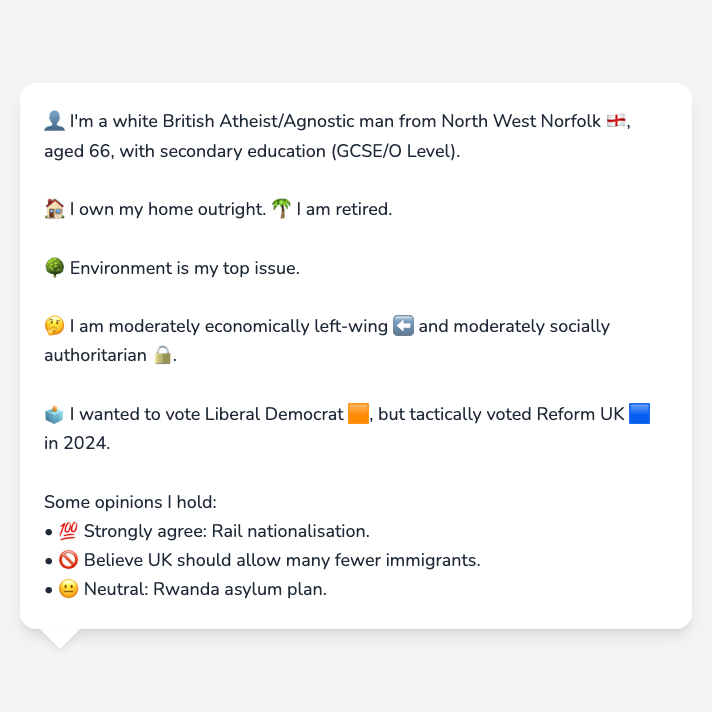 👤 I'm a white British Atheist/Agnostic man from North West Norfolk 🏴󠁧󠁢󠁥󠁮󠁧󠁿,
aged 66, with secondary education (GCSE/O Level).
🏠 I own my home outright. 🌴 I am retired.
🌳 Environment is my top issue.
🤔 I am moderately economically left-wing ⬅️ and moderately socially
authoritarian 🔒.
🗳️ I wanted to vote Liberal Democrat 🟧, but tactically voted Reform UK 🟦
in 2024.
Some opinions I hold:
• 💯 Strongly agree: Rail nationalisation.
• 🚫 Believe UK should allow many fewer immigrants.
• 😐 Neutral: Rwanda asylum plan.